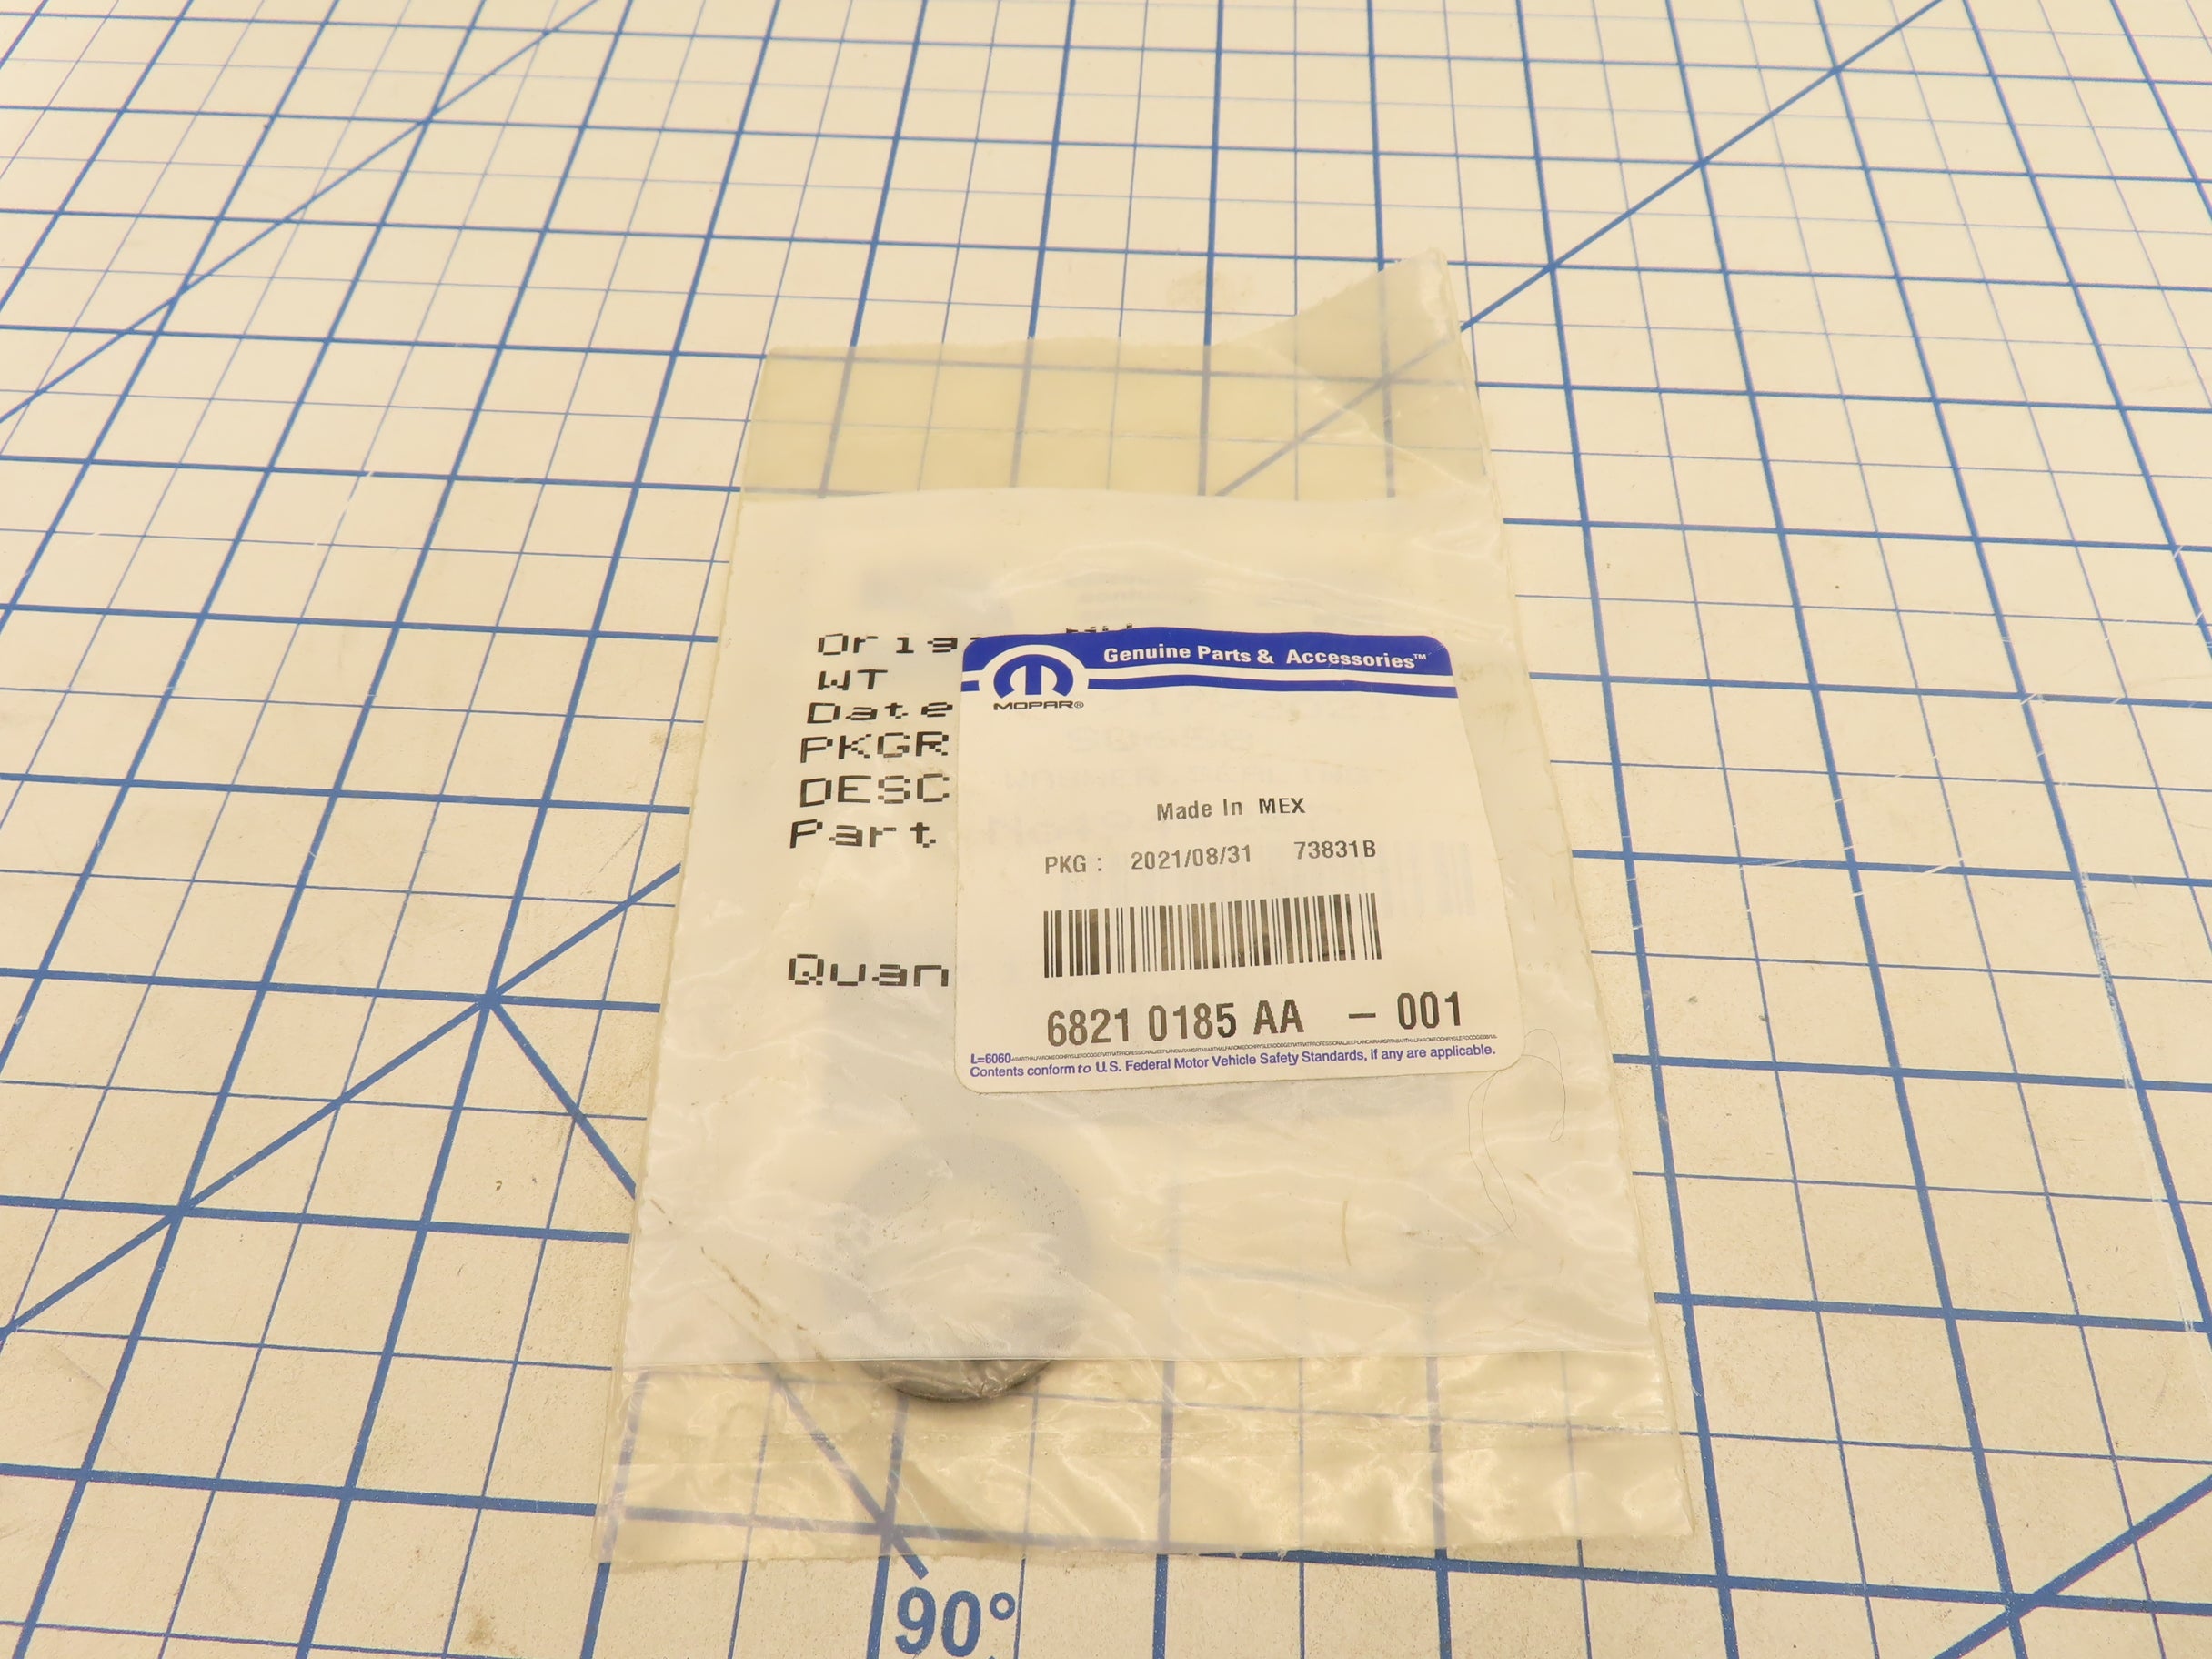 Genuine Parts & Accessories™
MOPAR®
WT
Date
PKGR
DESC
Part
Quan
Made In MEX
PKG : 2021/08/31 73831B
6821 0185 AA – 001
L=6060
Contents conform to U.S. Federal Motor Vehicle Safety Standards, if any are applicable.
90°